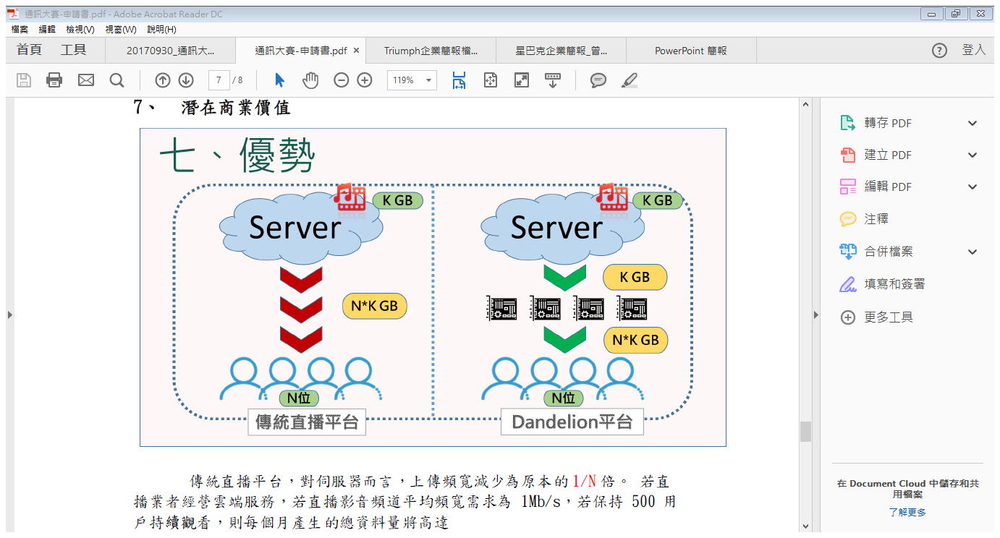 通訊大賽-申請書.pdf - Adobe Acrobat Reader DC
檔案 編輯 檢視(V) 視窗(W) 說明(H)
首頁 工具 20170930_通訊大... 通訊大賽-申請書.pdf × Triumph企業簡報檔... 星巴克企業簡報_曾... PowerPoint 簡報 登入
7 / 8 119%
7、 潛在商業價值
七、優勢
K GB
Server
N*K GB
N位
傳統直播平台
K GB
Server
K GB
N*K GB
N位
Dandelion平台
傳統直播平台，對伺服器而言，上傳頻寬減少為原本的1/N倍。 若直
播業者經營雲端服務，若直播影音頻道平均頻寬需求為 1Mb/s，若保持 500 用
戶持續觀看，則每個月產生的總資料量將高達
轉存 PDF
建立 PDF
編輯 PDF
注釋
合併檔案
填寫和簽署
更多工具
在 Document Cloud 中儲存和共
用檔案
了解更多